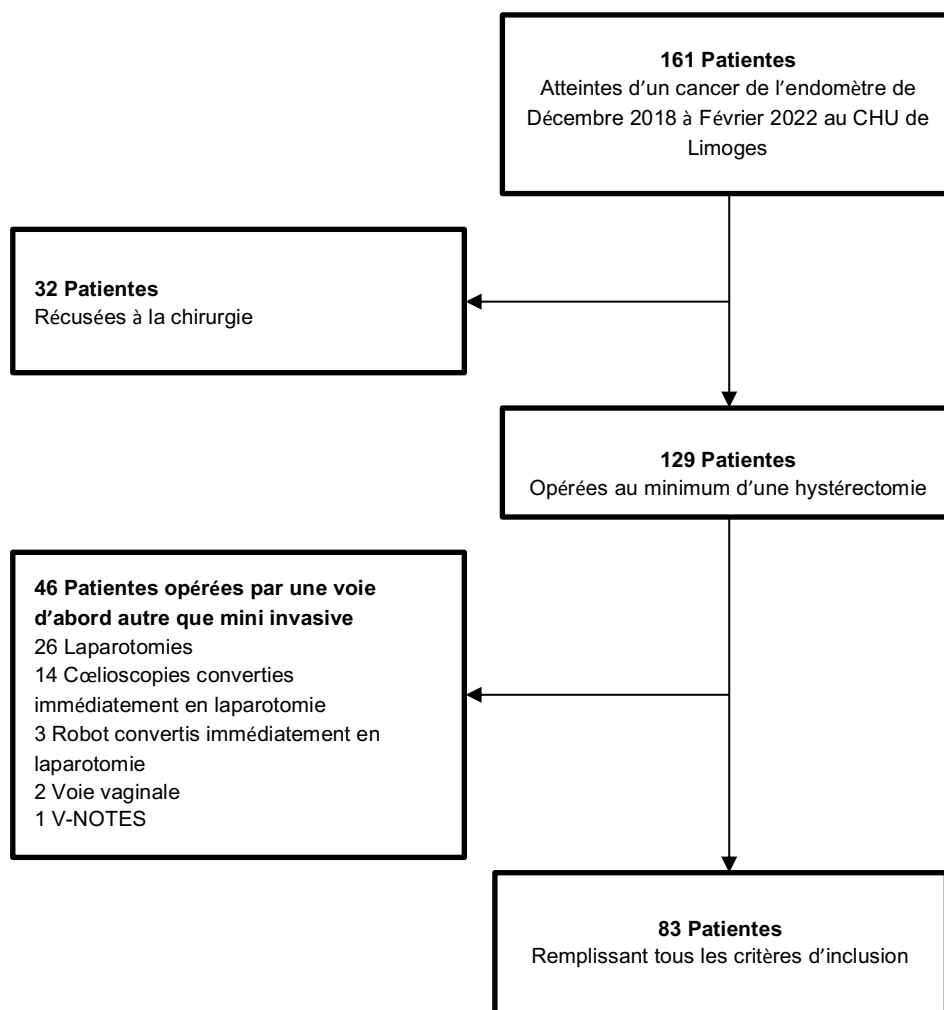 161 Patientes
Atteintes d'un cancer de l'endomètre de
Décembre 2018 à Février 2022 au CHU de
Limoges
32 Patientes
Récusées à la chirurgie
129 Patientes
Opérées au minimum d'une hystérectomie
46 Patientes opérées par une voie
d'abord autre que mini invasive
26 Laparotomies
14 Cœlioscopies converties
immédiatement en laparotomie
3 Robot convertis immédiatement en
laparotomie
2 Voie vaginale
1 V-NOTES
83 Patientes
Remplissant tous les critères d'inclusion